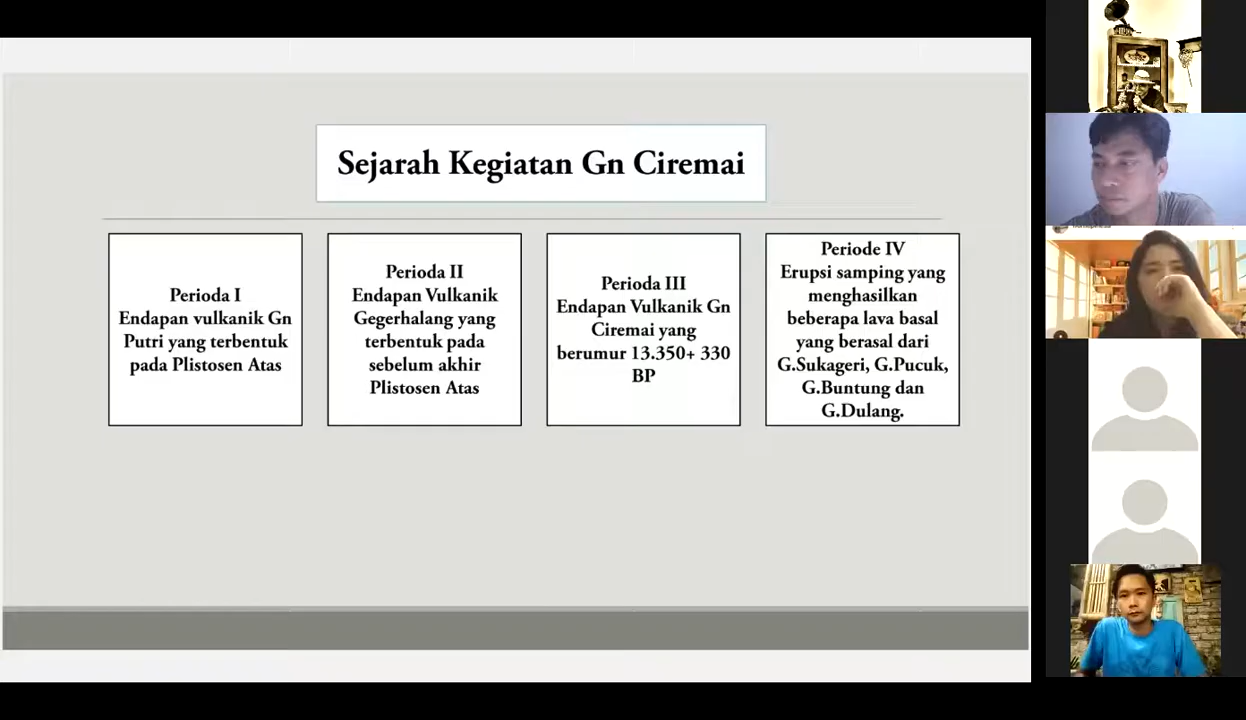 Sejarah Kegiatan Gn Ciremai
Perioda I
Endapan vulkanik Gn
Putri yang terbentuk
pada Plistosen Atas
Perioda II
Endapan Vulkanik
Gegerhalang yang
terbentuk pada
sebelum akhir
Plistosen Atas
Perioda III
Endapan Vulkanik Gn
Ciremai yang
berumur 13.350+ 330
BP
Periode IV
Erupsi samping yang
menghasilkan
beberapa lava basal
yang berasal dari
G.Sukageri, G.Pucuk,
G.Buntung dan
G.Dulang.